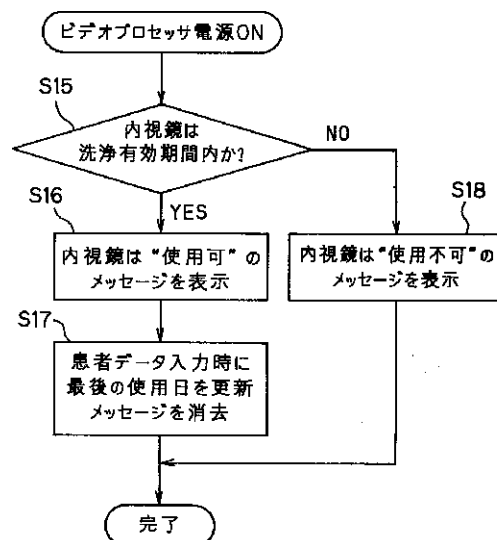 ビデオプロセッサ電源ON
S15
内視鏡は
洗浄有効期間内か?
NO
YES
S16
内視鏡は"使用可"の
メッセージを表示
S18
内視鏡は"使用不可"の
メッセージを表示
S17
患者データ入力時に
最後の使用日を更新
メッセージを消去
完了